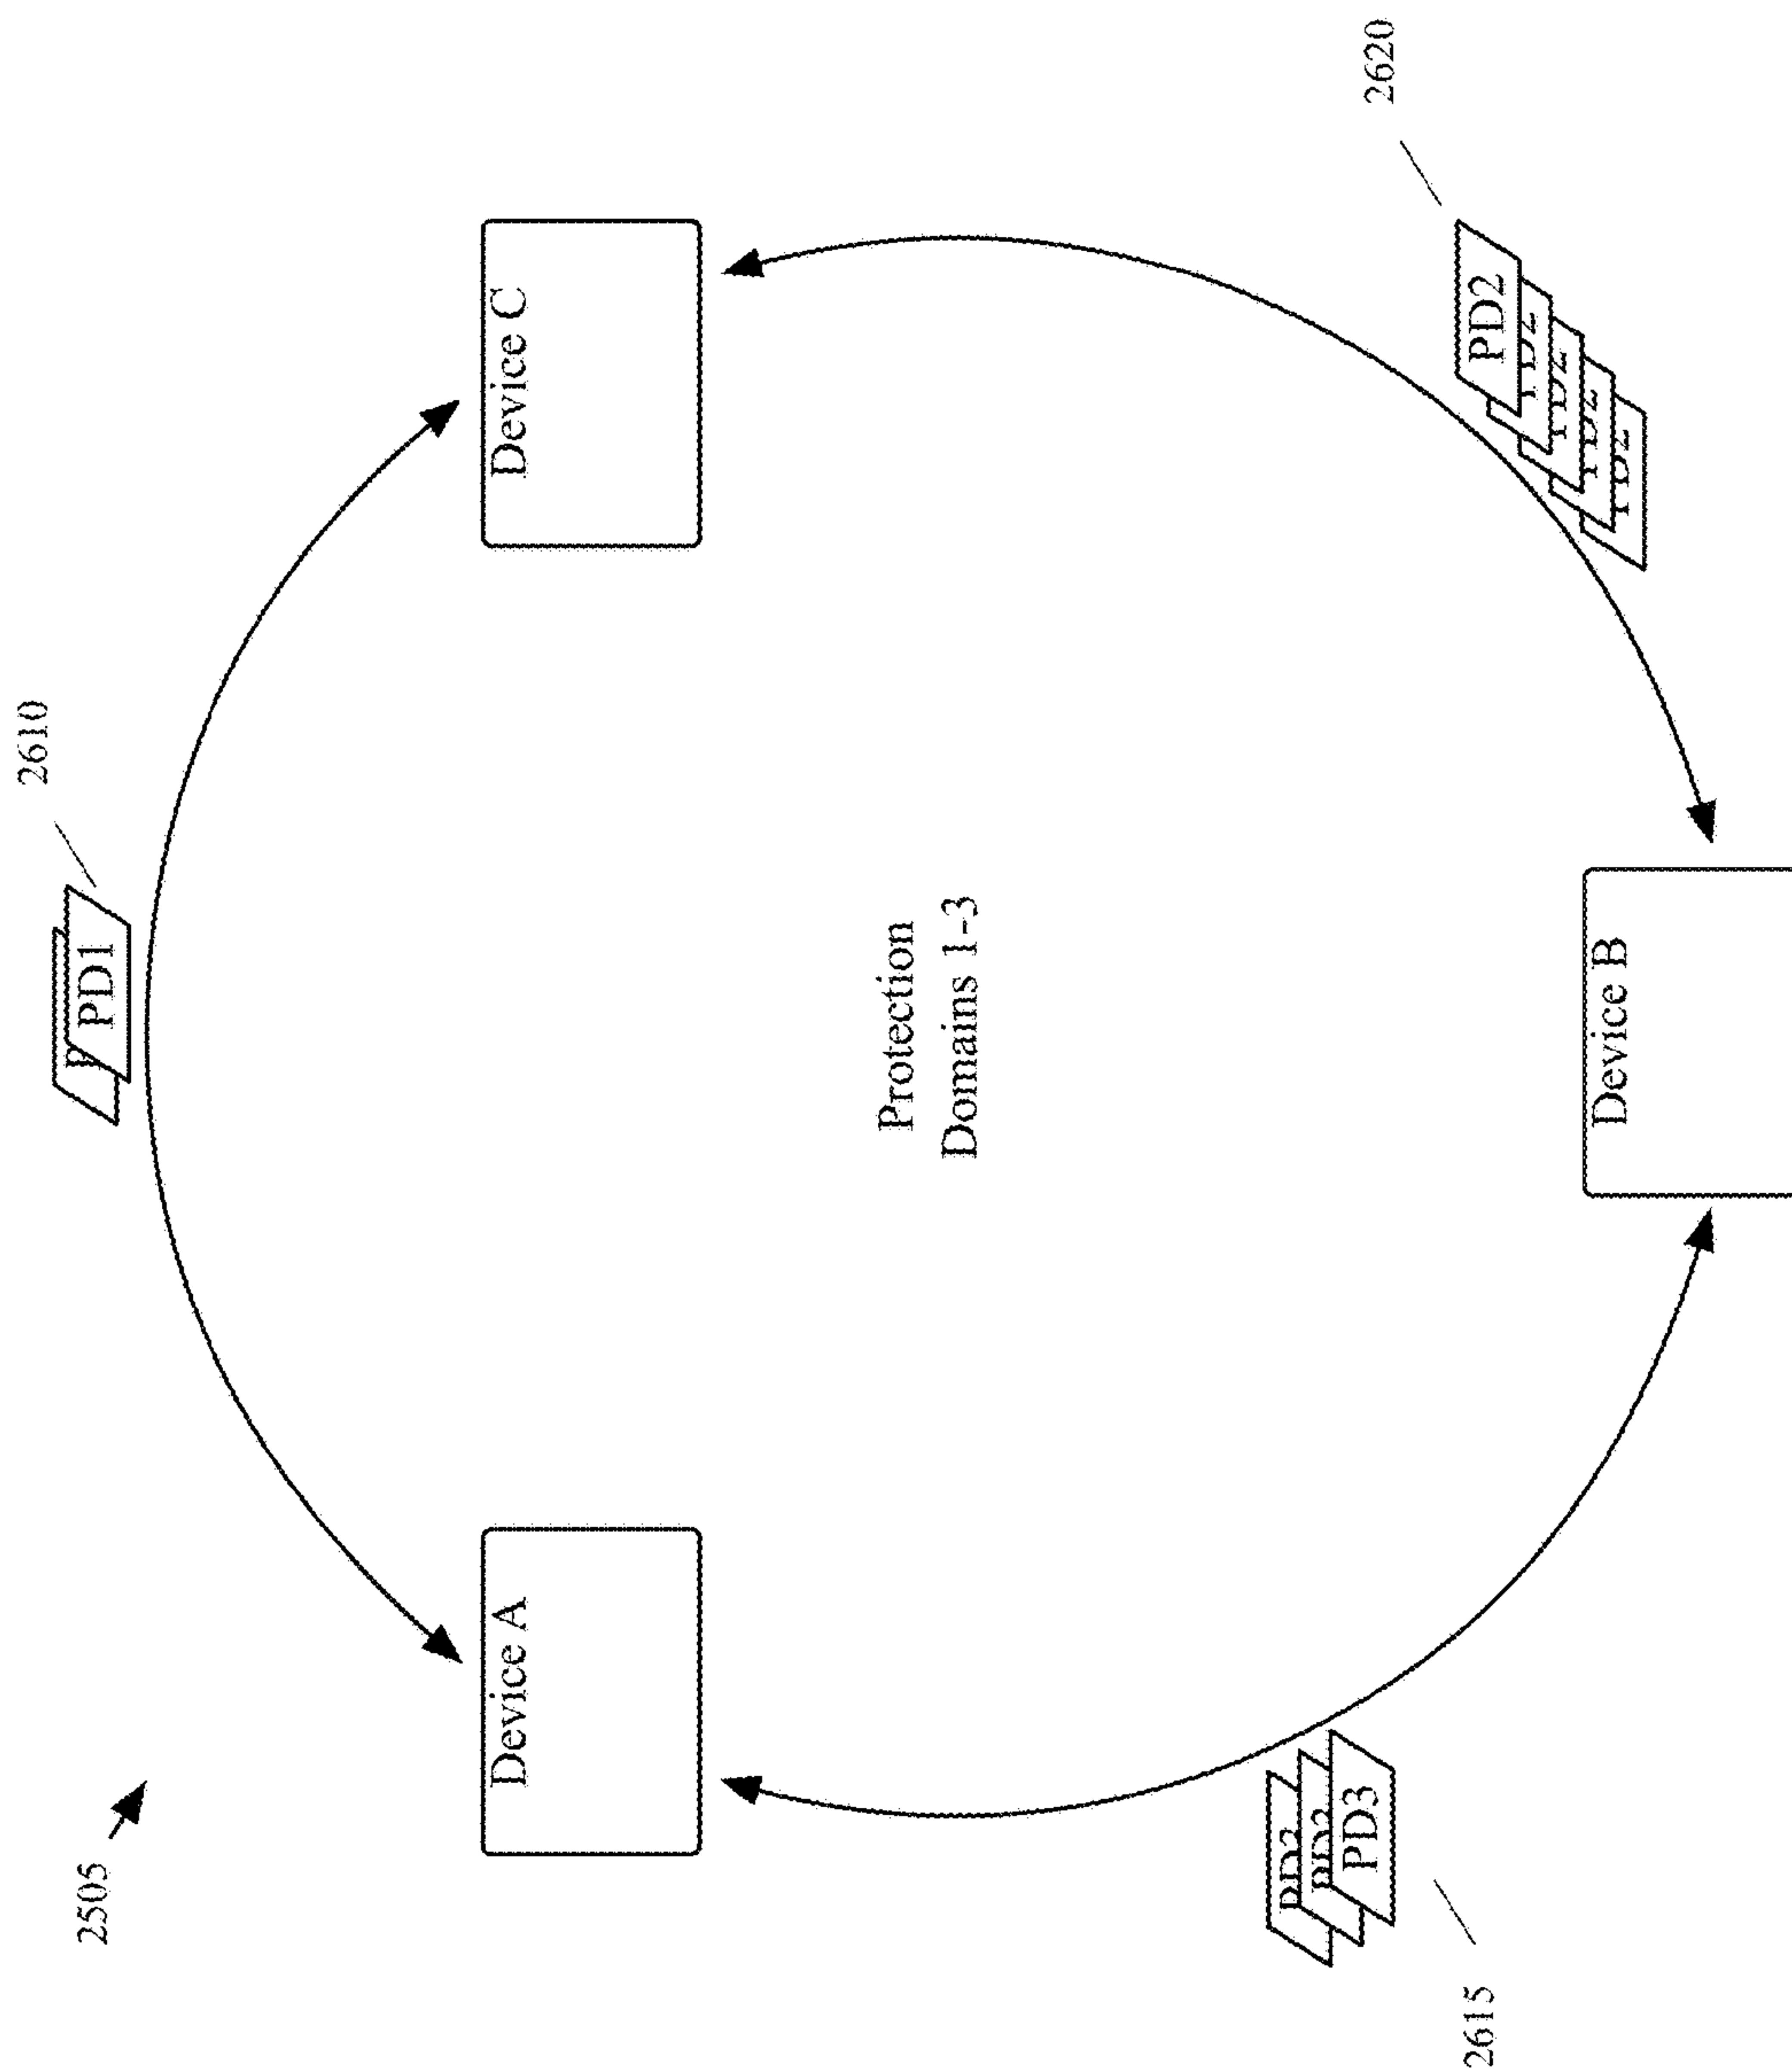 2610
2505
PD1
Device A
Device C
Protection
Domains 1-3
PD3
2620
2615
PD2
Device B